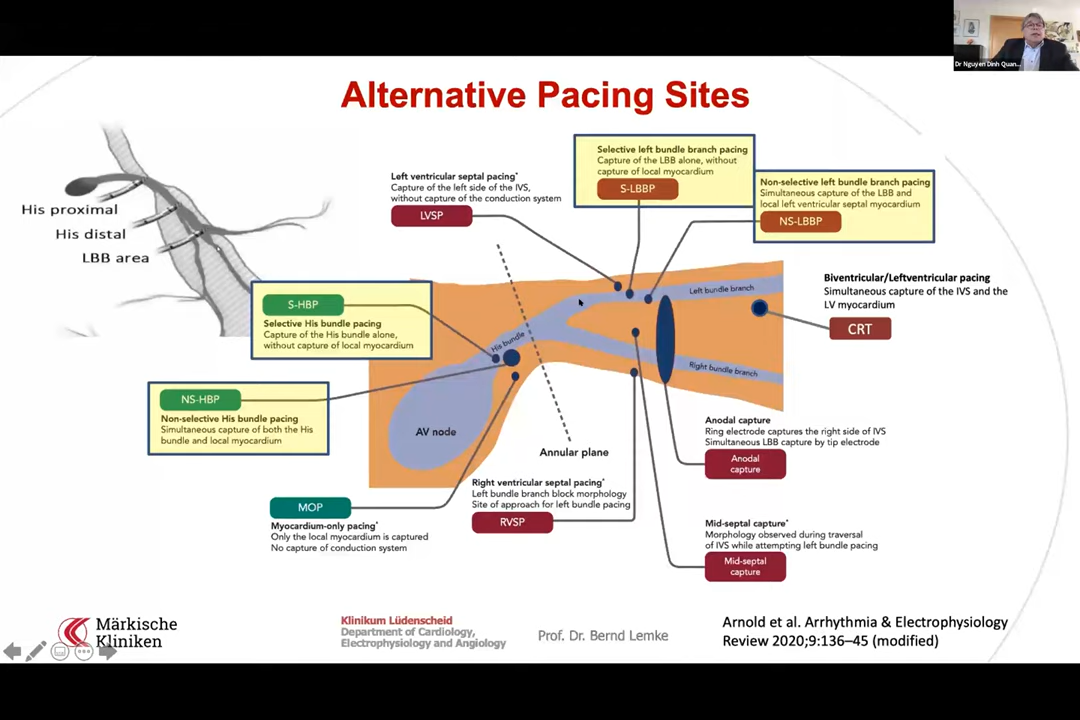 Dr Nguyen Dinh Quan...
Alternative Pacing Sites
His proximal
His distal
LBB area
Left ventricular septal pacing*
Capture of the left side of the IVS,
without capture of the conduction system
LVSP
Selective left bundle branch pacing
Capture of the LBB alone, without
capture of local myocardium
S-LBBP
Non-selective left bundle branch pacing
Simultaneous capture of the LBB and
local left ventricular septal myocardium
NS-LBBP
S-HBP
Selective His bundle pacing
Capture of the His bundle alone,
without capture of local myocardium
NS-HBP
Non-selective His bundle pacing
Simultaneous capture of both the His
bundle and local myocardium
Left bundle branch
His bundle
Right bundle branch
AV node
Annular plane
Biventricular/Leftventricular pacing
Simultaneous capture of the IVS and the
LV myocardium
CRT
Anodal capture
Ring electrode captures the right side of IVS
Simultaneous LBB capture by tip electrode
Anodal
capture
MOP
Myocardium-only pacing*
Only the local myocardium is captured
No capture of conduction system
Right ventricular septal pacing*
Left bundle branch block morphology
Site of approach for left bundle pacing
RVSP
Mid-septal capture*
Morphology observed during traversal
of IVS while attempting left bundle pacing
Mid-septal
capture
Märkische
Kliniken
Klinikum Lüdenscheid
Department of Cardiology,
Electrophysiology and Angiology
Prof. Dr. Bernd Lemke
Arnold et al. Arrhythmia & Electrophysiology
Review 2020;9:136–45 (modified)